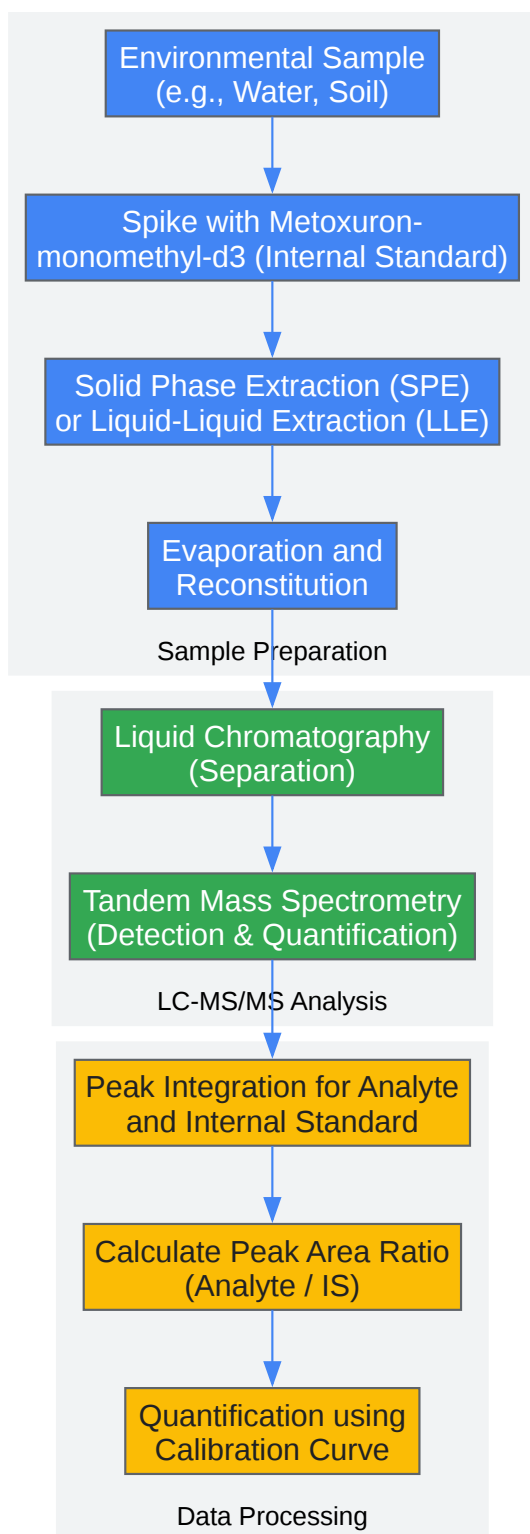 Environmental Sample
(e.g., Water, Soil)
Spike with Metoxuron-
monomethyl-d3 (Internal Standard)
Solid Phase Extraction (SPE)
or Liquid-Liquid Extraction (LLE)
Evaporation and
Reconstitution
Sample Preparation
Liquid Chromatography
(Separation)
Tandem Mass Spectrometry
(Detection & Quantification)
LC-MS/MS Analysis
Peak Integration for Analyte
and Internal Standard
Calculate Peak Area Ratio
(Analyte / IS)
Quantification using
Calibration Curve
Data Processing